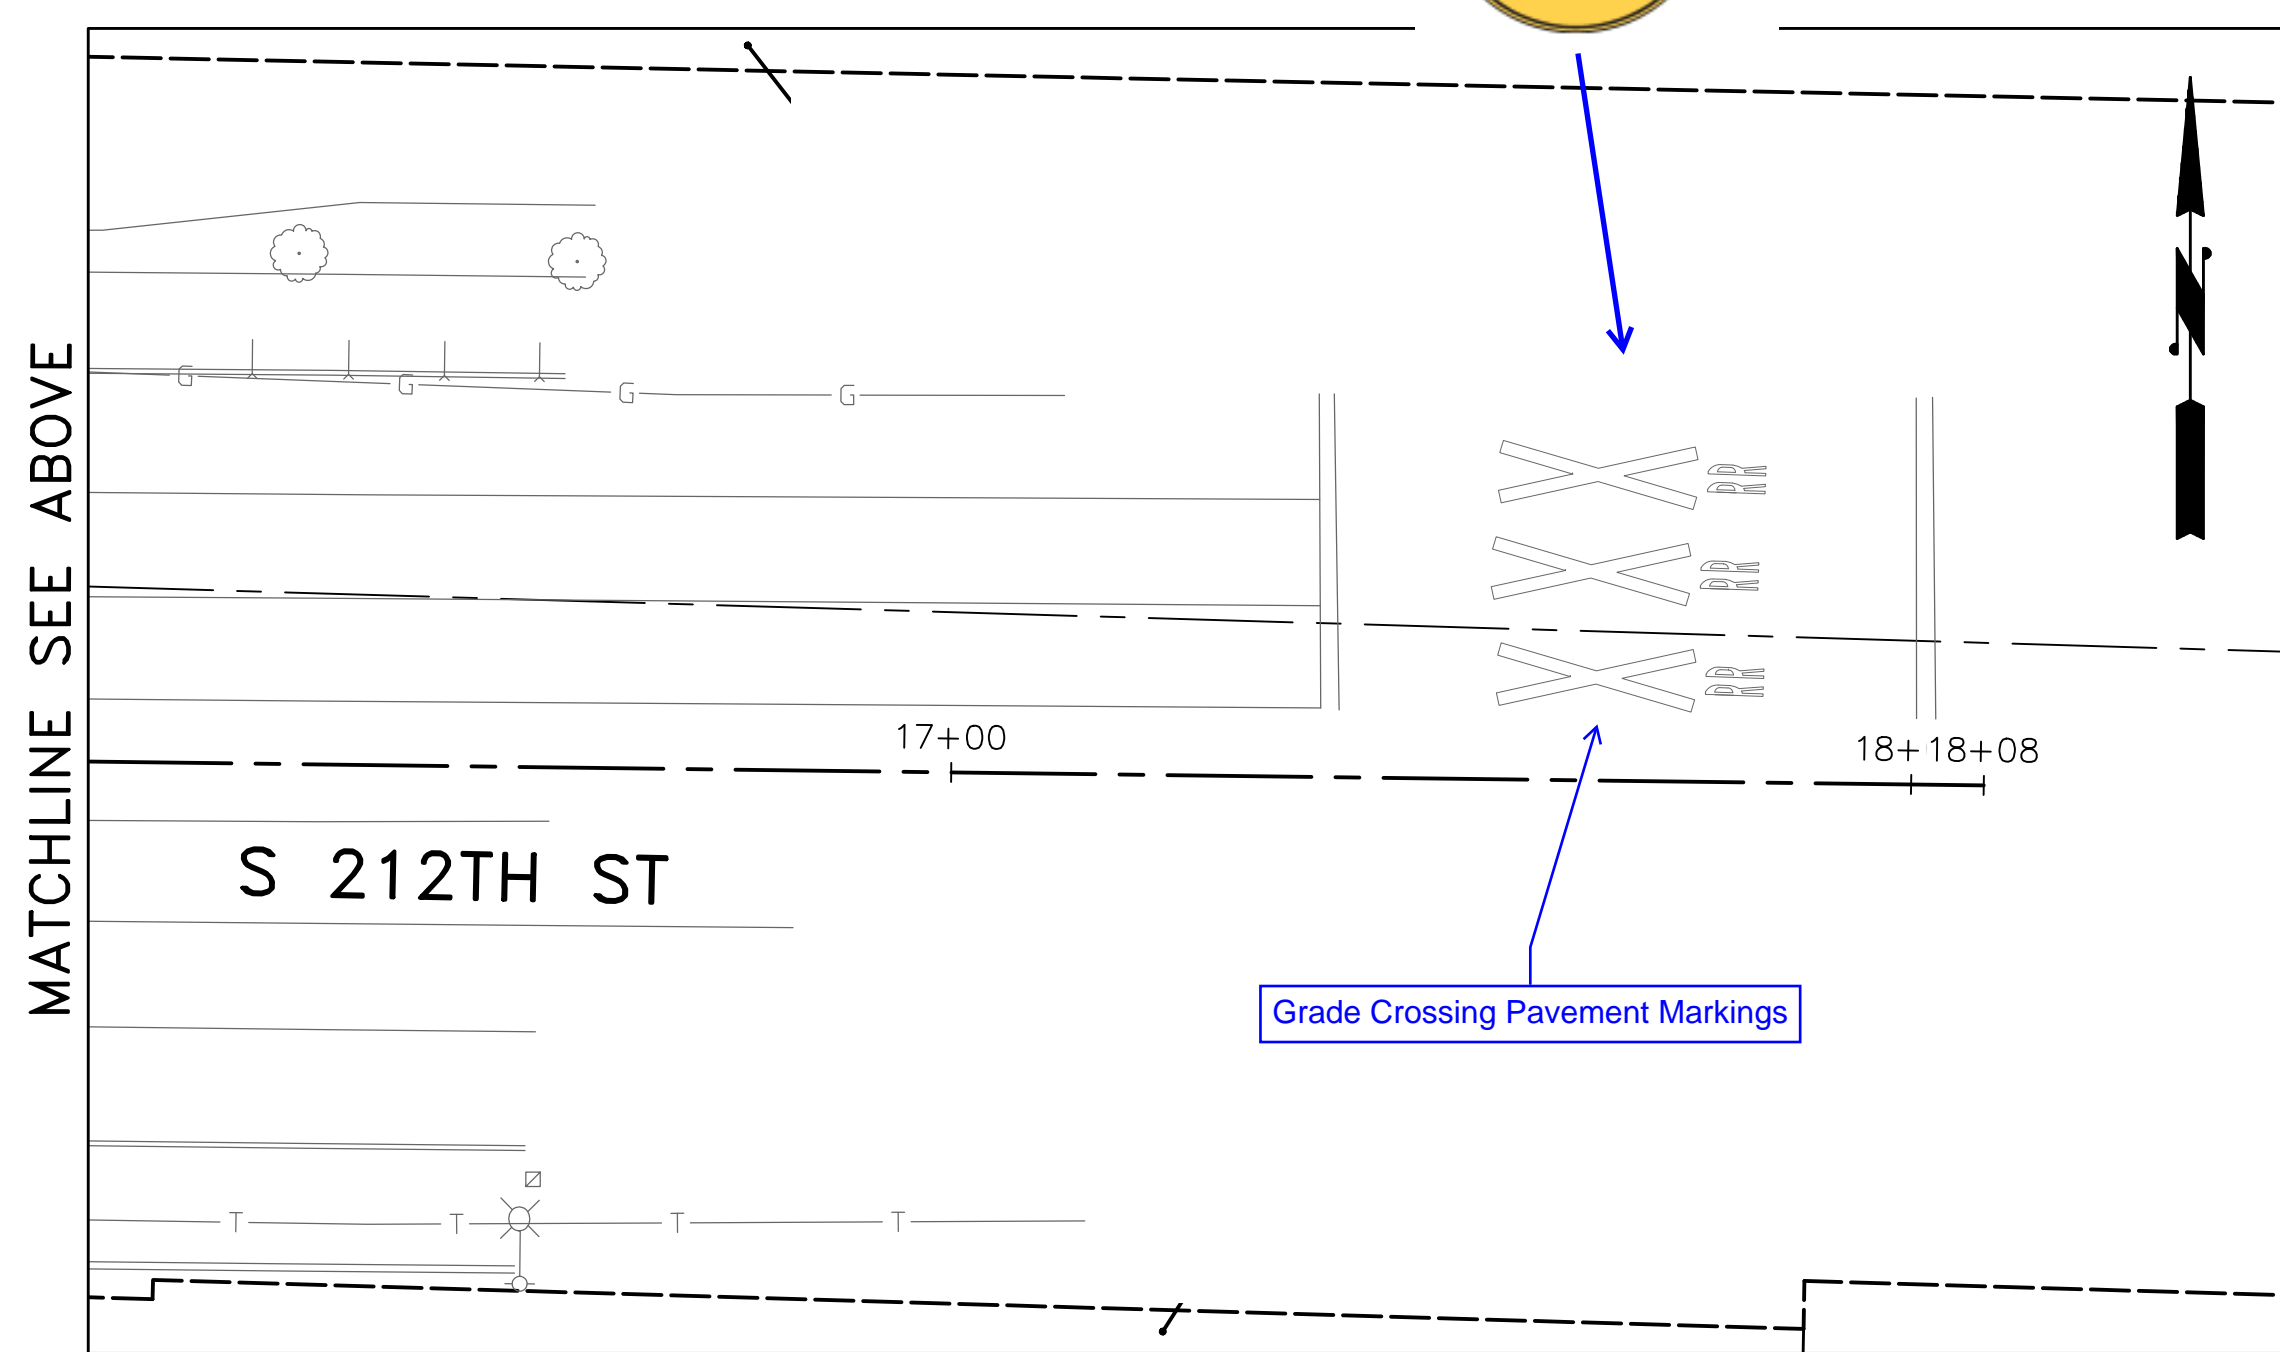 MATCHLINE SEE ABOVE
G G G G
RR
RR
RR
17+00
18+18+08
S 212TH ST
Grade Crossing Pavement Markings
T T T T
N